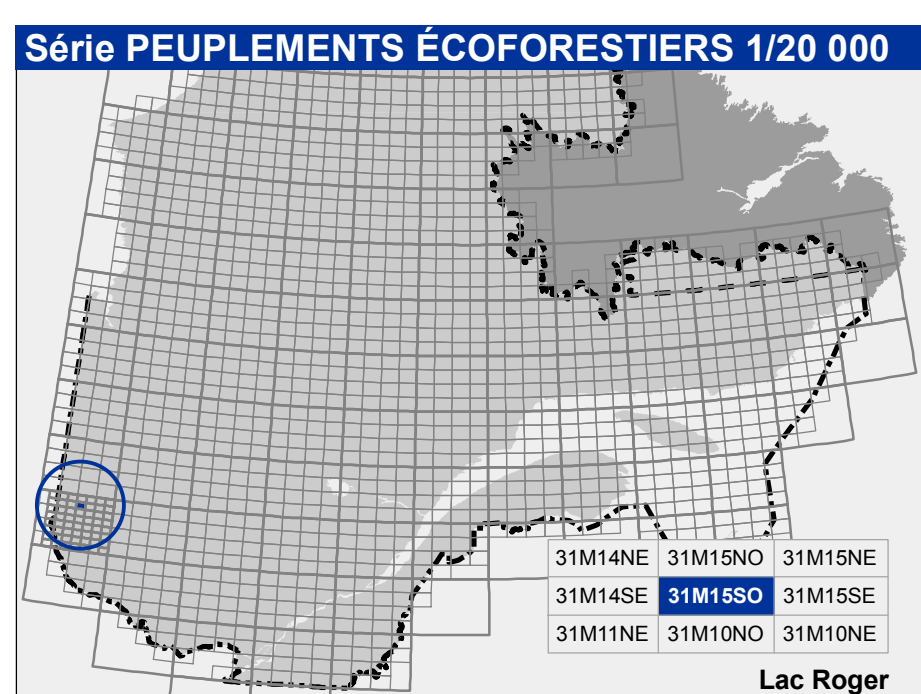 Série PEUPLEMENTS ÉCOFORESTIERS 1/20 000
31M14NE 31M15NO 31M15NE
31M14SE 31M15SO 31M15SE
31M11NE 31M10NO 31M10NE
Lac Roger